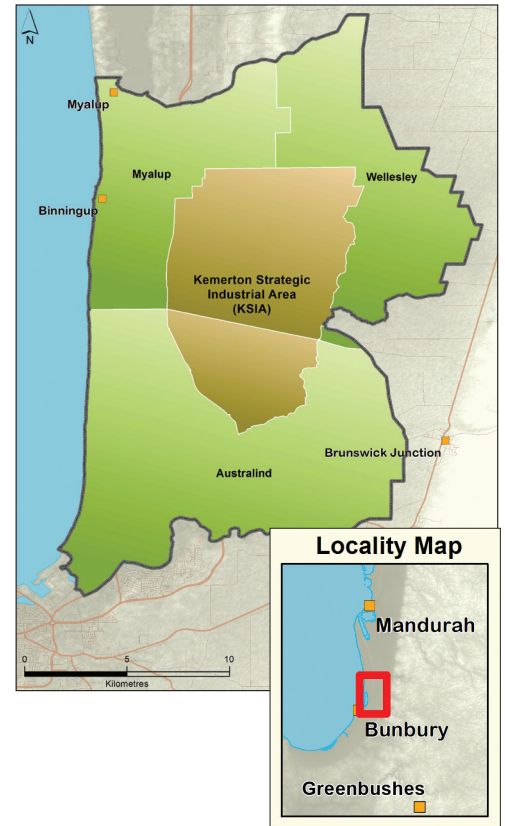 N
Myalup
Myalup
Wellesley
Binningup
Kemerton Strategic
Industrial Area
(KSIA)
Brunswick Junction
Australind
0 5 10
Kilometres
Locality Map
Mandurah
Bunbury
Greenbushes